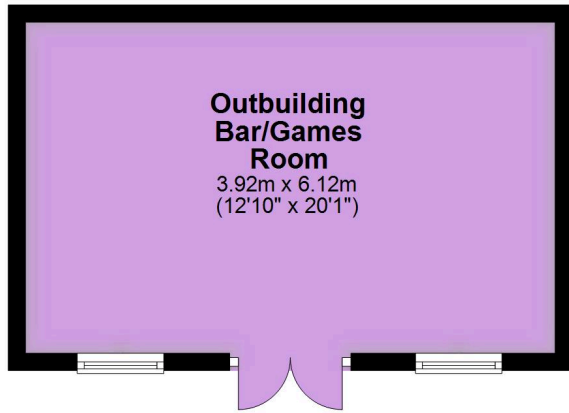 Outbuilding
Bar/Games
Room
3.92m x 6.12m
(12'10" x 20'1")